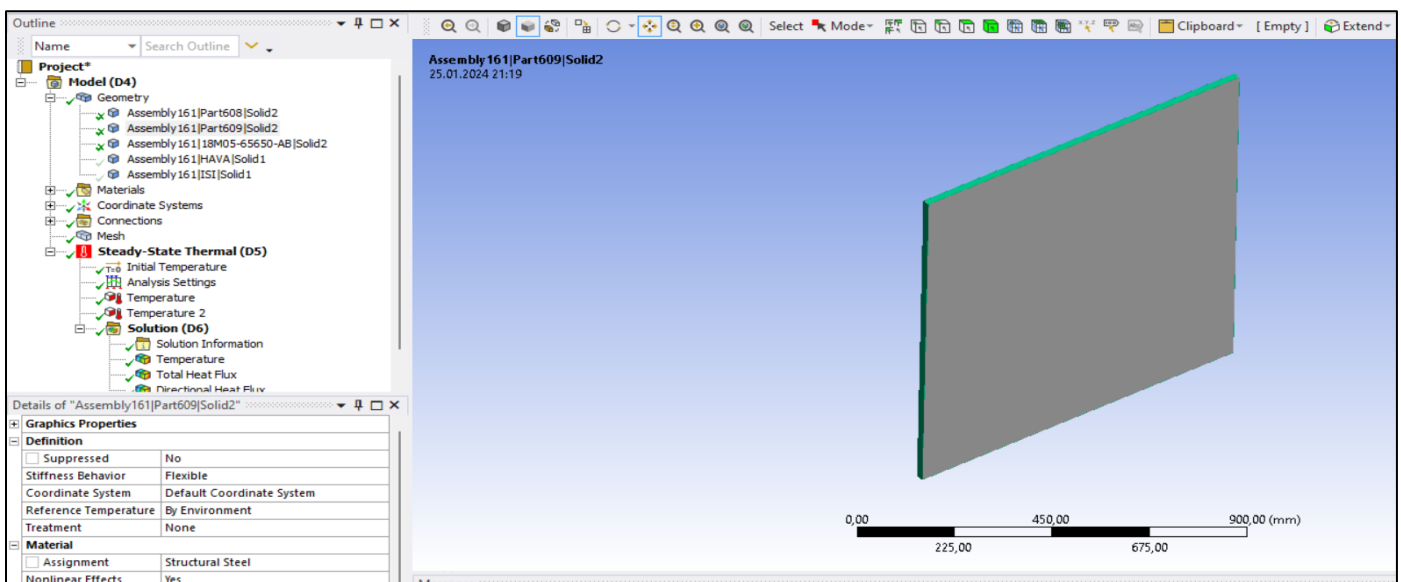 Outline
Select Mode Clipboard [ Empty ] Extend
Name Search Outline
Project*
Model (D4)
Geometry
Assembly161|Part608|Solid2
Assembly161|Part609|Solid2
Assembly161|18M05-65650-AB|Solid2
Assembly161|HAVA|Solid1
Assembly161|ISI|Solid1
Materials
Coordinate Systems
Connections
Mesh
Steady-State Thermal (D5)
Initial Temperature
Analysis Settings
Temperature
Temperature 2
Solution (D6)
Solution Information
Temperature
Total Heat Flux
Directional Heat Flux
Details of "Assembly161|Part609|Solid2"
Graphics Properties
Definition
Suppressed No
Stiffness Behavior Flexible
Coordinate System Default Coordinate System
Reference Temperature By Environment
Treatment None
Material
Assignment Structural Steel
Nonlinear Effects Yes
Assembly161|Part609|Solid2
25.01.2024 21:19
0,00 450,00 900,00 (mm)
225,00 675,00